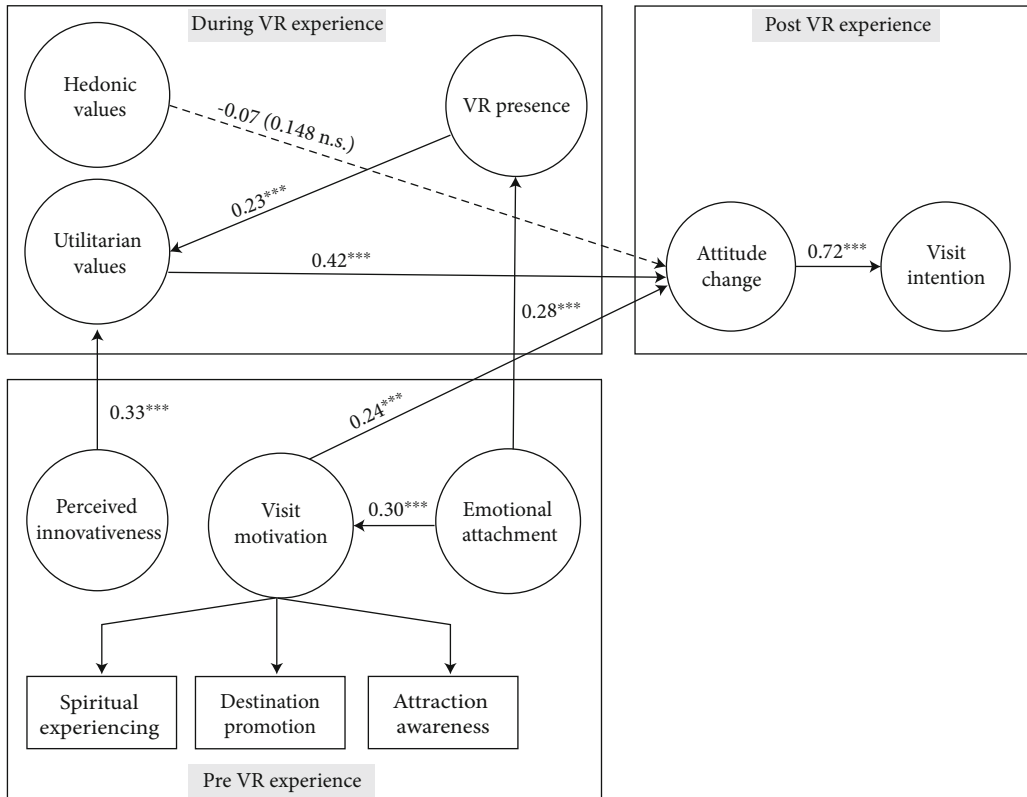 During VR experience
Post VR experience
Hedonic
values
VR presence
-0.07 (0.148 n.s.)
0.23***
Utilitarian
values
0.42***
Attitude
change
0.72***
Visit
intention
0.28***
0.33***
0.24***
Perceived
innovativeness
Visit
motivation
0.30***
Emotional
attachment
Spiritual
experiencing
Destination
promotion
Attraction
awareness
Pre VR experience